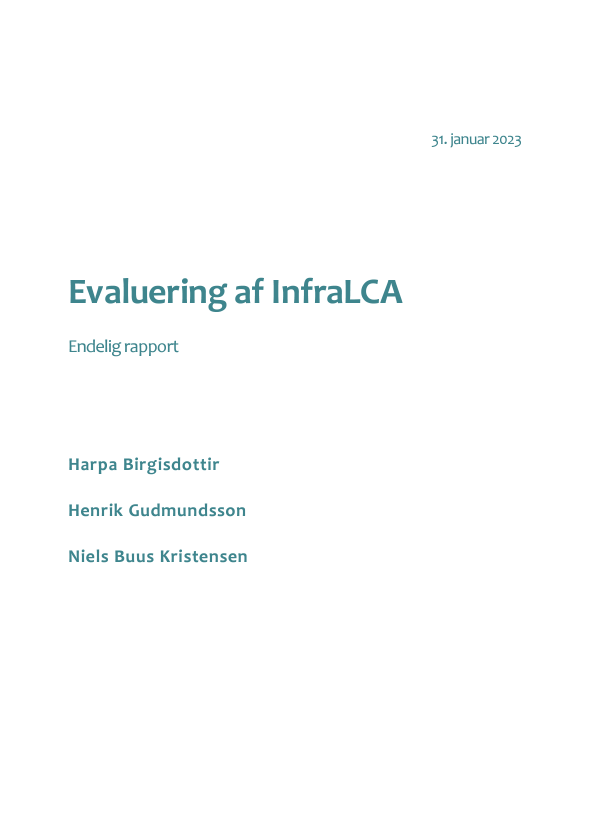 31. januar 2023
Evaluering af InfraLCA
Endelig rapport
Harpa Birgisdottir
Henrik Gudmundsson
Niels Buus Kristensen